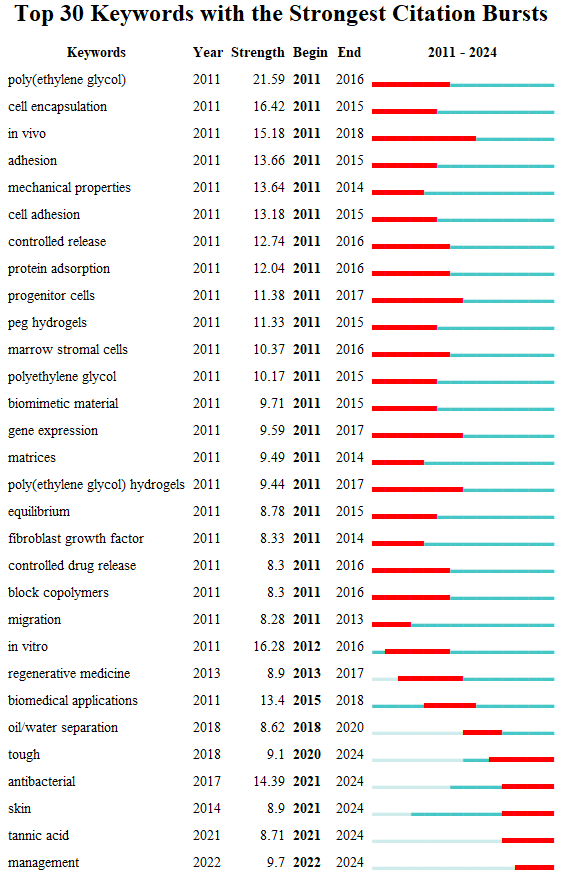 Top 30 Keywords with the Strongest Citation Bursts
Keywords Year Strength Begin End 2011 - 2024
poly(ethylene glycol) 2011 21.59 2011 2016
cell encapsulation 2011 16.42 2011 2015
in vivo 2011 15.18 2011 2018
adhesion 2011 13.66 2011 2015
mechanical properties 2011 13.64 2011 2014
cell adhesion 2011 13.18 2011 2015
controlled release 2011 12.74 2011 2016
protein adsorption 2011 12.04 2011 2016
progenitor cells 2011 11.38 2011 2017
peg hydrogels 2011 11.33 2011 2015
marrow stromal cells 2011 10.37 2011 2016
polyethylene glycol 2011 10.17 2011 2015
biomimetic material 2011 9.71 2011 2015
gene expression 2011 9.59 2011 2017
matrices 2011 9.49 2011 2014
poly(ethylene glycol) hydrogels 2011 9.44 2011 2017
equilibrium 2011 8.78 2011 2015
fibroblast growth factor 2011 8.33 2011 2014
controlled drug release 2011 8.3 2011 2016
block copolymers 2011 8.3 2011 2016
migration 2011 8.28 2011 2013
in vitro 2011 16.28 2012 2016
regenerative medicine 2013 8.9 2013 2017
biomedical applications 2011 13.4 2015 2018
oil/water separation 2018 8.62 2018 2020
tough 2018 9.1 2020 2024
antibacterial 2017 14.39 2021 2024
skin 2014 8.9 2021 2024
tannic acid 2021 8.71 2021 2024
management 2022 9.7 2022 2024